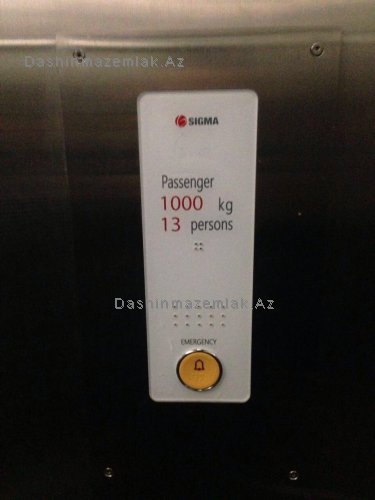 Dashinmazemlak.Az
SIGMA
Passenger
1000 kg
13 persons
Dashinmazemlak.Az
EMERGENCY